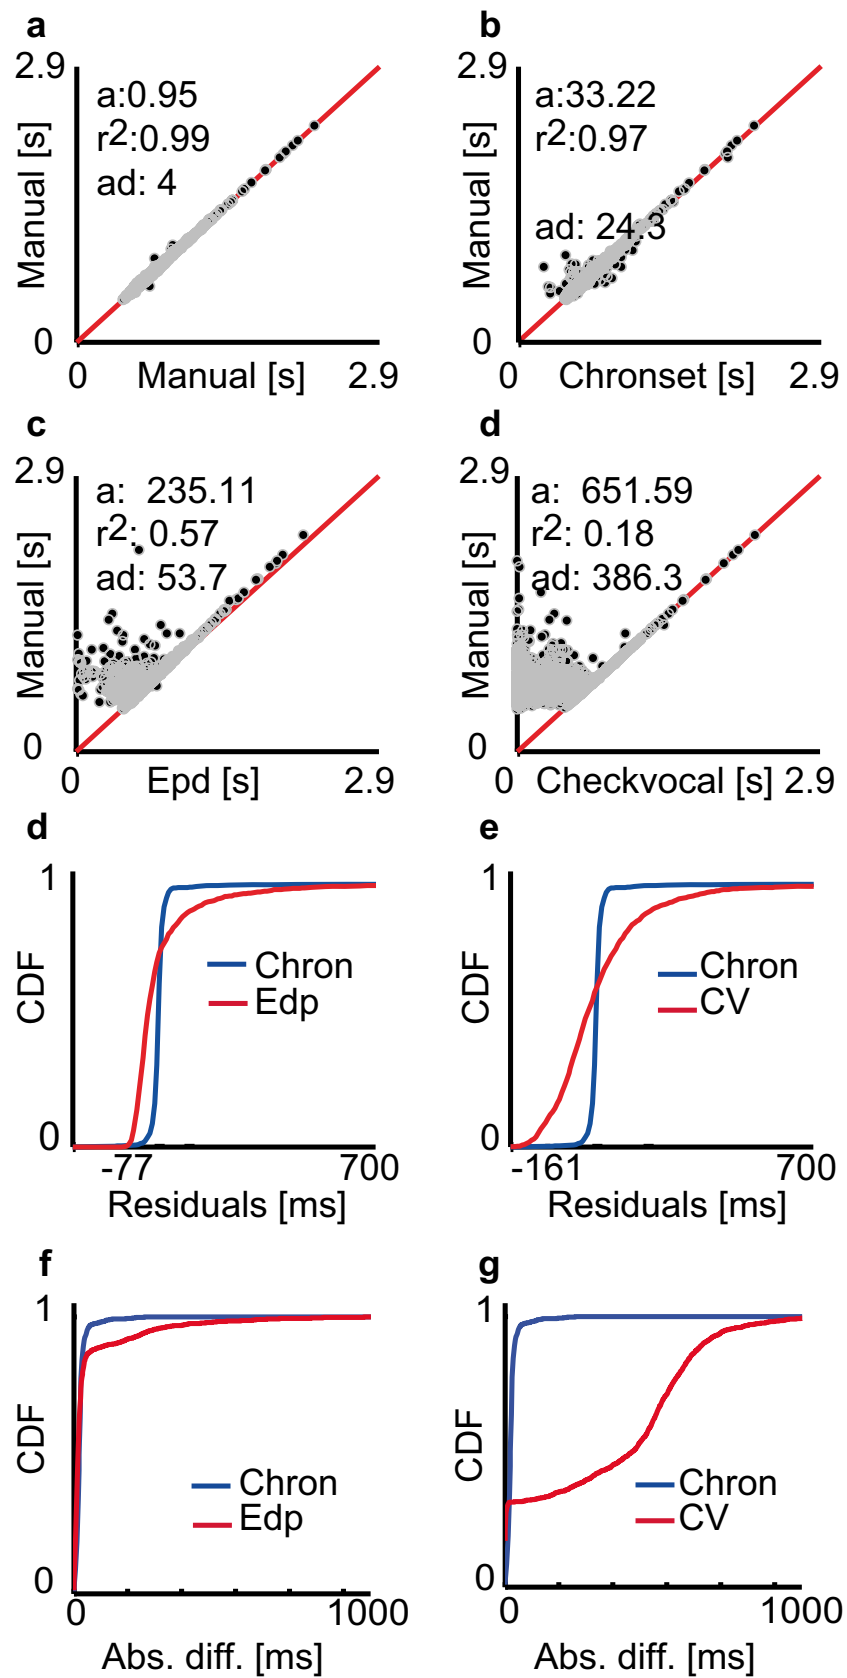 a
2.9
a:0.95
r2:0.99
ad: 4
Manual [s]
0
0 Manual [s] 2.9
b
2.9
a:33.22
r2:0.97
ad: 24.3
Manual [s]
0
0 Chronset [s] 2.9
c
2.9
a: 235.11
r2: 0.57
ad: 53.7
Manual [s]
0
0 Epd [s] 2.9
d
2.9
a: 651.59
r2: 0.18
ad: 386.3
Manual [s]
0
0 Checkvocal [s] 2.9
d
1
CDF
Chron
Edp
0
-77 700
Residuals [ms]
e
1
CDF
Chron
CV
0
-161 700
Residuals [ms]
f
1
CDF
Chron
Edp
0
0 1000
Abs. diff. [ms]
g
1
CDF
Chron
CV
0
0 1000
Abs. diff. [ms]